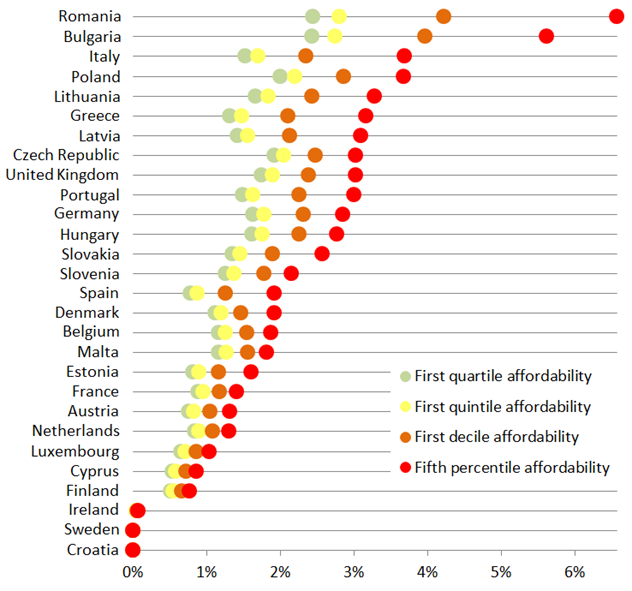 Romania
Bulgaria
Italy
Poland
Lithuania
Greece
Latvia
Czech Republic
United Kingdom
Portugal
Germany
Hungary
Slovakia
Slovenia
Spain
Denmark
Belgium
Malta
Estonia
France
Austria
Netherlands
Luxembourg
Cyprus
Finland
Ireland
Sweden
Croatia
First quartile affordability
First quintile affordability
First decile affordability
Fifth percentile affordability
0% 1% 2% 3% 4% 5% 6%